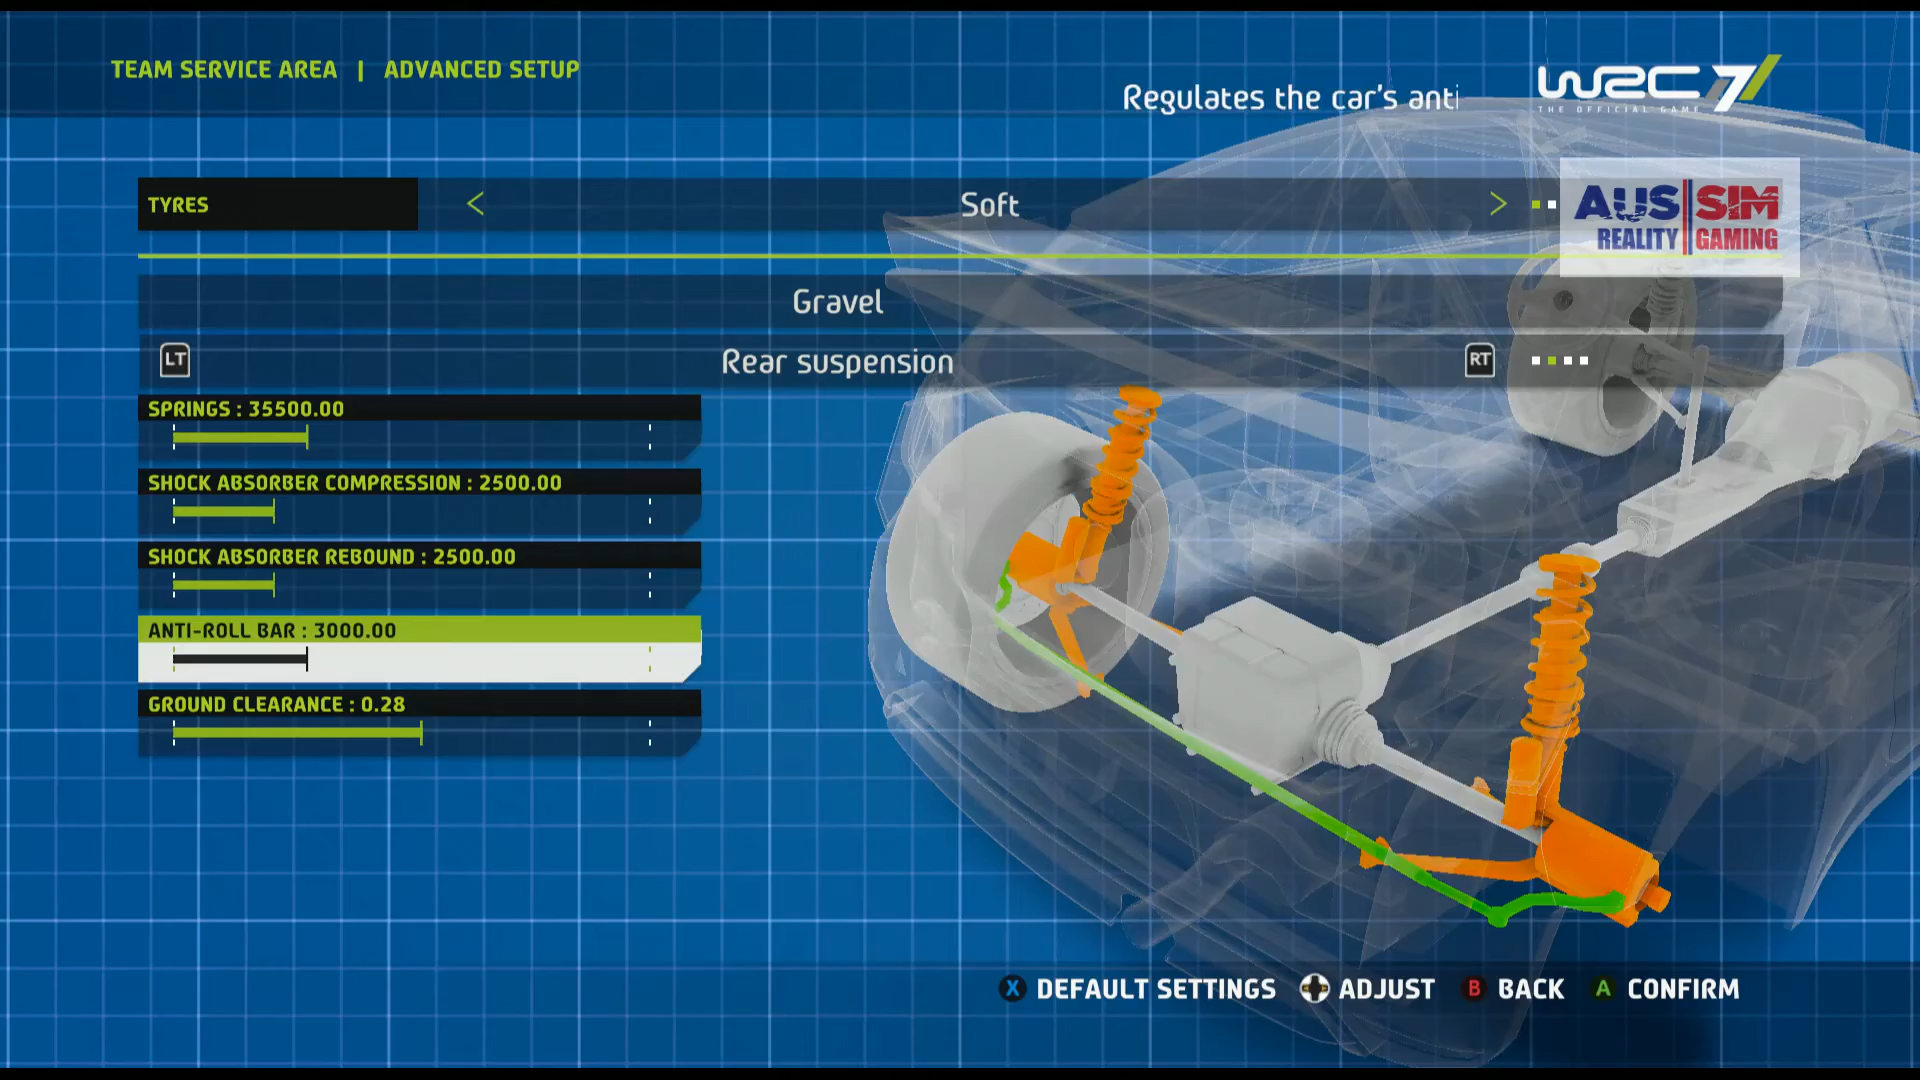 TEAM SERVICE AREA | ADVANCED SETUP
Regulates the car's anti
WRC 7
THE OFFICIAL GAME
TYRES
< Soft >
AUS SIM
REALITY GAMING
Gravel
LT Rear suspension RT
SPRINGS : 35500.00
SHOCK ABSORBER COMPRESSION : 2500.00
SHOCK ABSORBER REBOUND : 2500.00
ANTI-ROLL BAR : 3000.00
GROUND CLEARANCE : 0.28
X DEFAULT SETTINGS ADJUST B BACK A CONFIRM